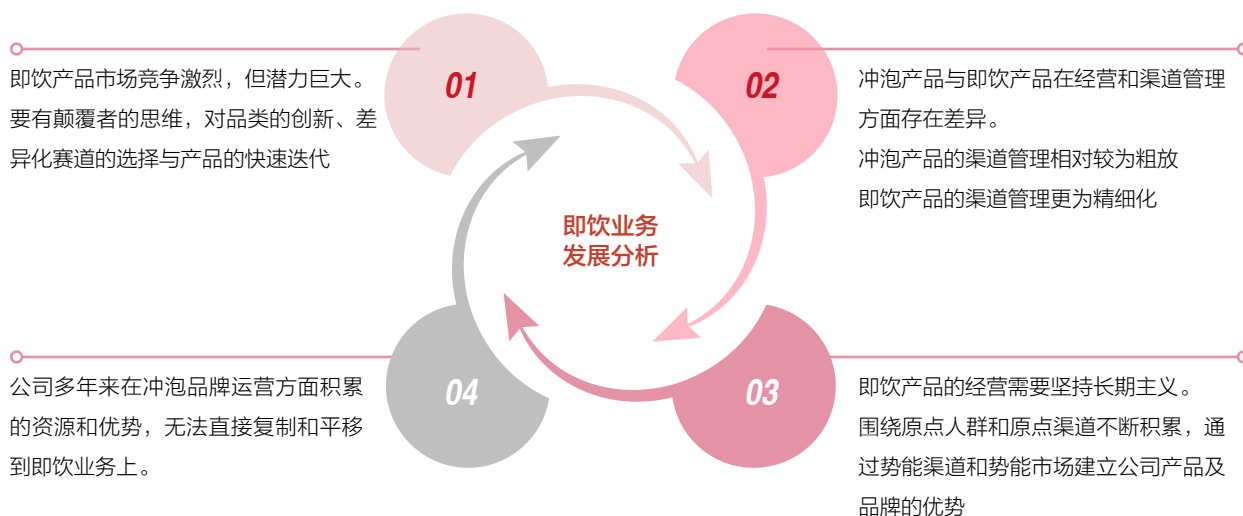 01
即饮产品市场竞争激烈，但潜力巨大。
要有颠覆者的思维，对品类的创新、差
异化赛道的选择与产品的快速迭代
02
冲泡产品与即饮产品在经营和渠道管理
方面存在差异。
冲泡产品的渠道管理相对较为粗放
即饮产品的渠道管理更为精细化
即饮业务
发展分析
03
即饮产品的经营需要坚持长期主义。
围绕原点人群和原点渠道不断积累，通
过势能渠道和势能市场建立公司产品及
品牌的优势
04
公司多年来在冲泡品牌运营方面积累
的资源和优势，无法直接复制和平移
到即饮业务上。